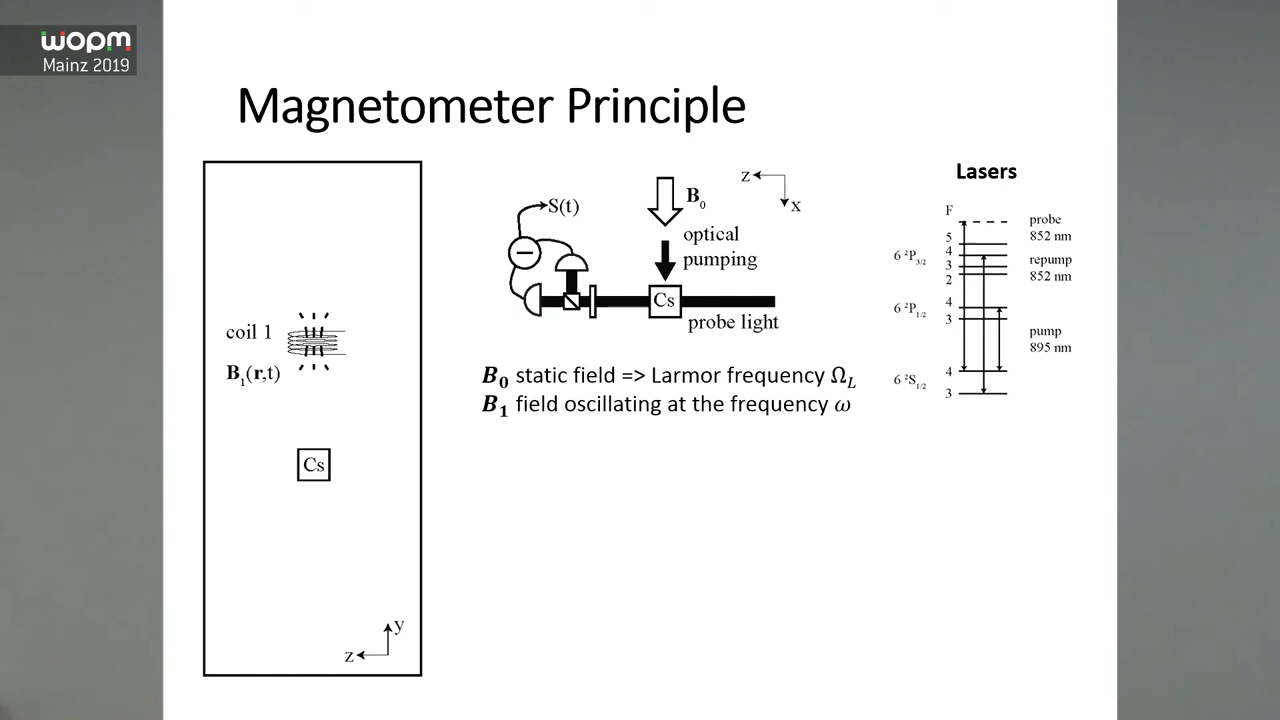 wopm
Mainz 2019
Magnetometer Principle
coil 1
B₁(r,t)
Cs
y
z
S(t)
B₀
z
x
optical
pumping
Cs
probe light
B₀ static field => Larmor frequency Ω_L
B₁ field oscillating at the frequency ω
Lasers
F
5
4
3
2
6 ²P₃/₂
4
3
6 ²P₁/₂
4
3
6 ²S₁/₂
probe
852 nm
repump
852 nm
pump
895 nm